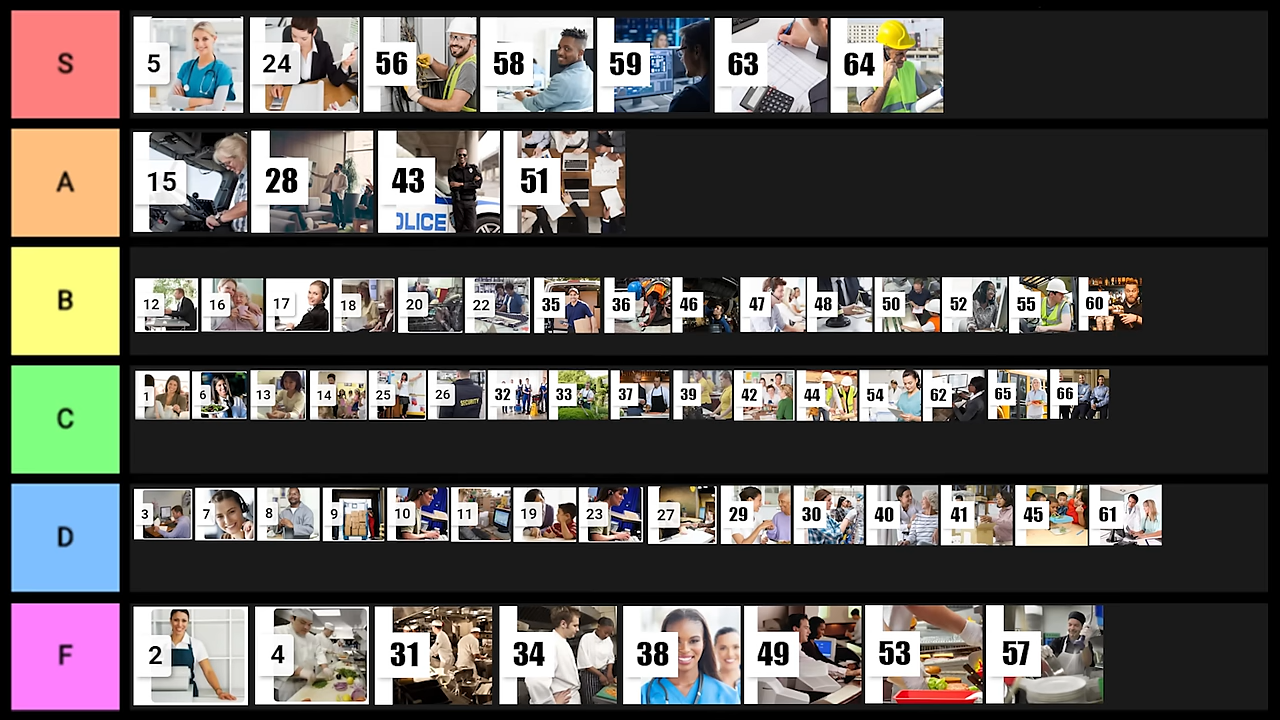 S
5 24 56 58 59 63 64
A
15 28 43 51
OLICE
B
12 16 17 18 20 22 35 36 46 47 48 50 52 55 60
C
1 6 13 14 25 26 32 33 37 39 42 44 54 62 65 66
SECURITY
D
3 7 8 9 10 11 19 23 27 29 30 40 41 45 61
F
2 4 31 34 38 49 53 57